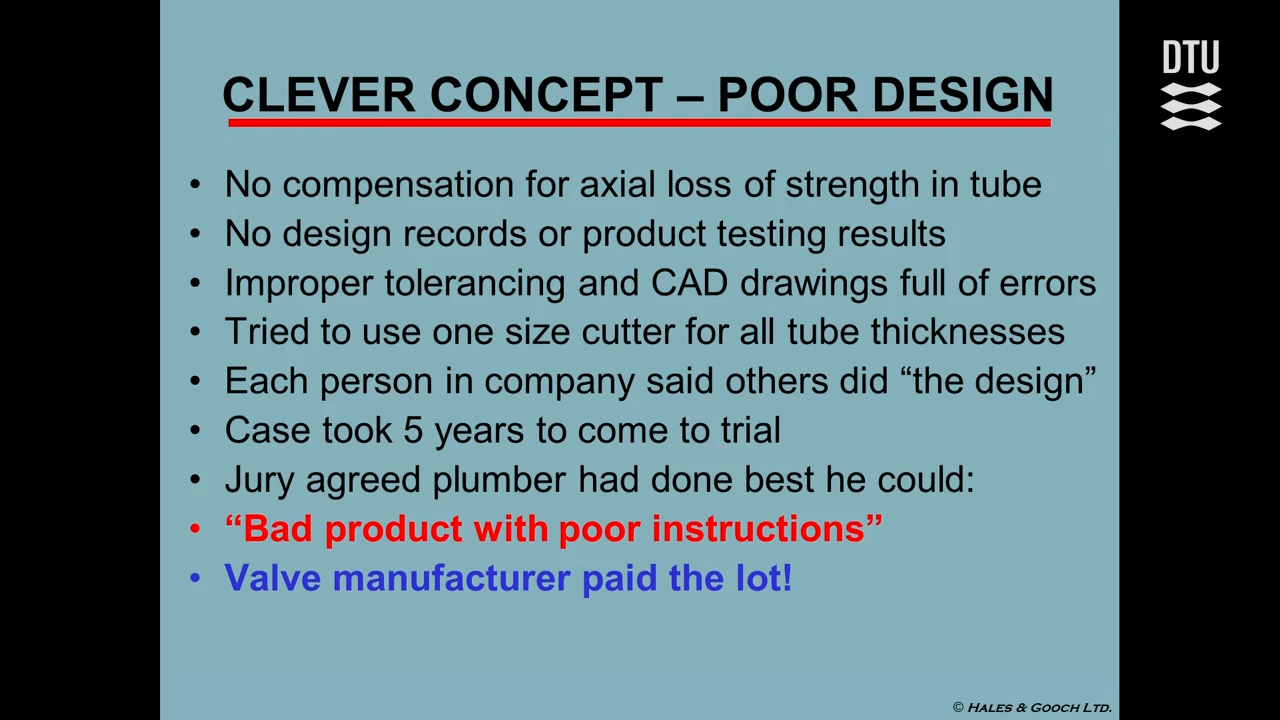 CLEVER CONCEPT – POOR DESIGN
DTU
• No compensation for axial loss of strength in tube
• No design records or product testing results
• Improper tolerancing and CAD drawings full of errors
• Tried to use one size cutter for all tube thicknesses
• Each person in company said others did “the design”
• Case took 5 years to come to trial
• Jury agreed plumber had done best he could:
• “Bad product with poor instructions”
• Valve manufacturer paid the lot!
© Hales & Gooch Ltd.